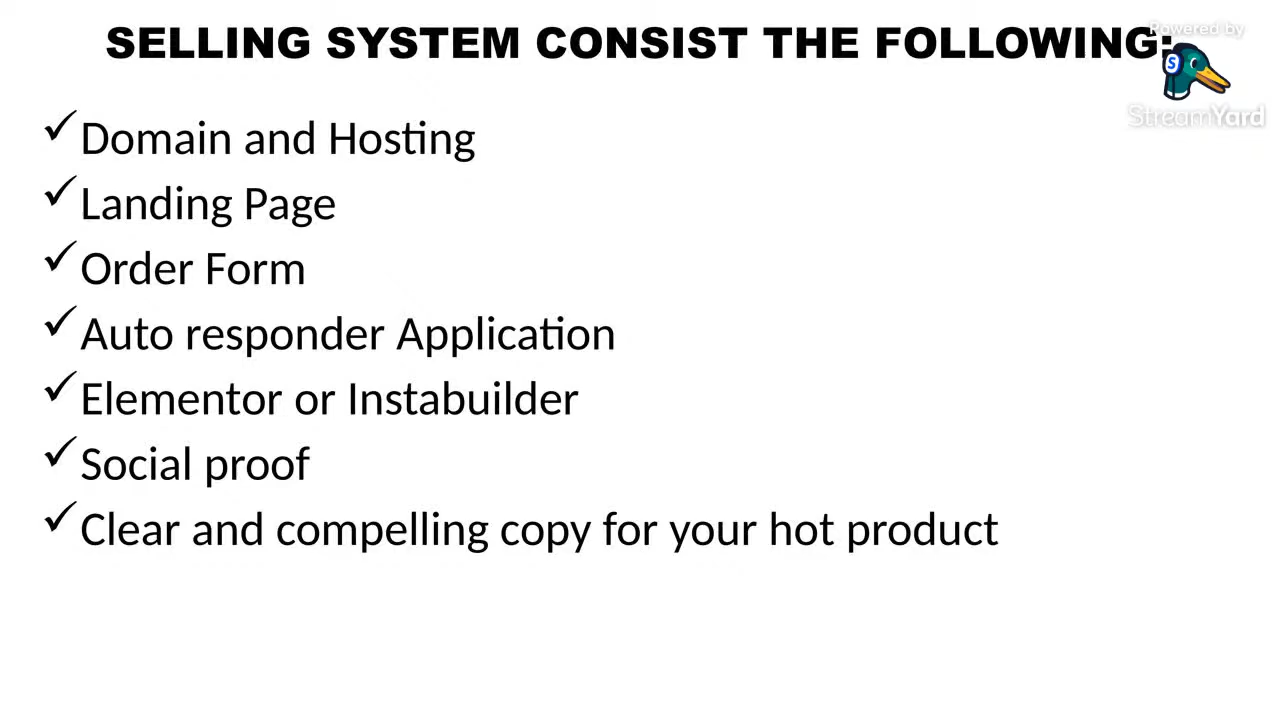 SELLING SYSTEM CONSIST THE FOLLOWING:
Powered by
S
StreamYard
Domain and Hosting
Landing Page
Order Form
Auto responder Application
Elementor or Instabuilder
Social proof
Clear and compelling copy for your hot product